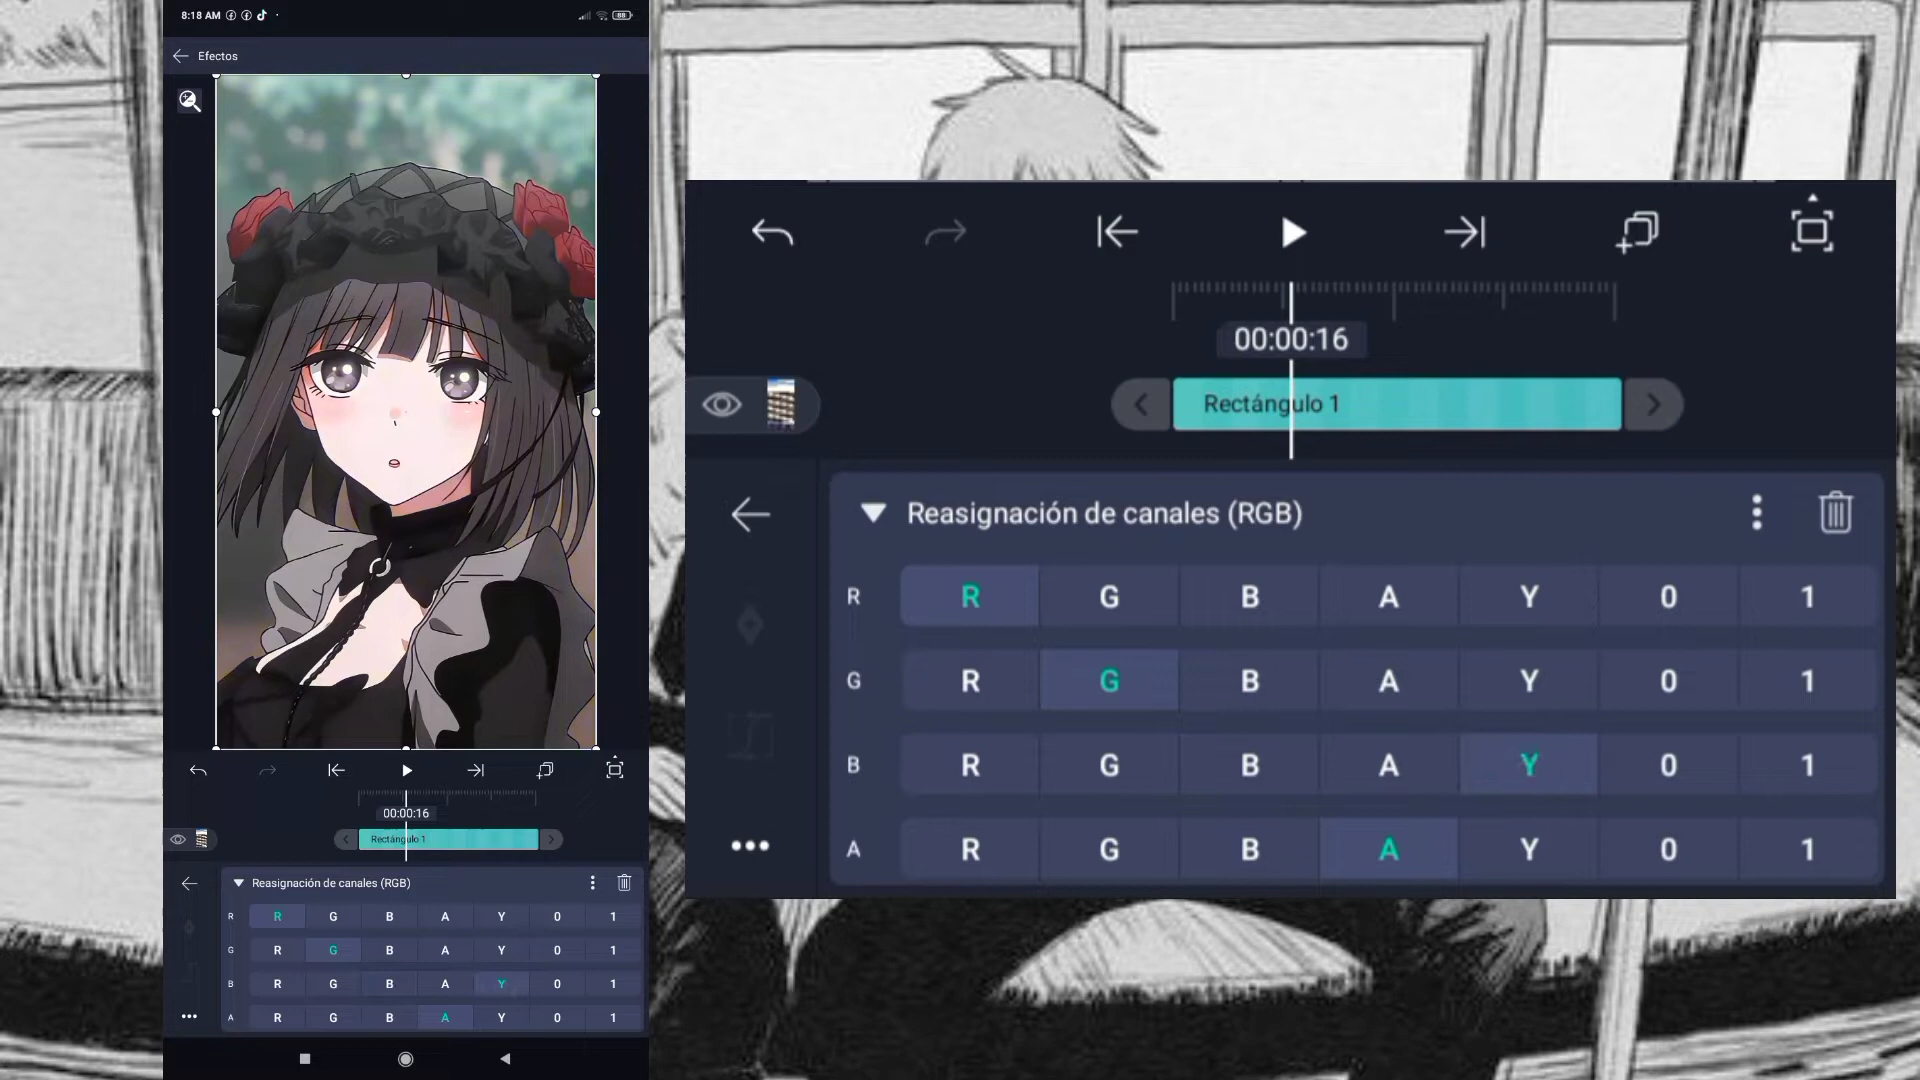 8:18 AM
88
Efectos
00:00:16
Rectángulo 1
Reasignación de canales (RGB)
R R G B A Y 0 1
G R G B A Y 0 1
B R G B A Y 0 1
A R G B A Y 0 1
00:00:16
Rectángulo 1
Reasignación de canales (RGB)
R R G B A Y 0 1
G R G B A Y 0 1
B R G B A Y 0 1
A R G B A Y 0 1